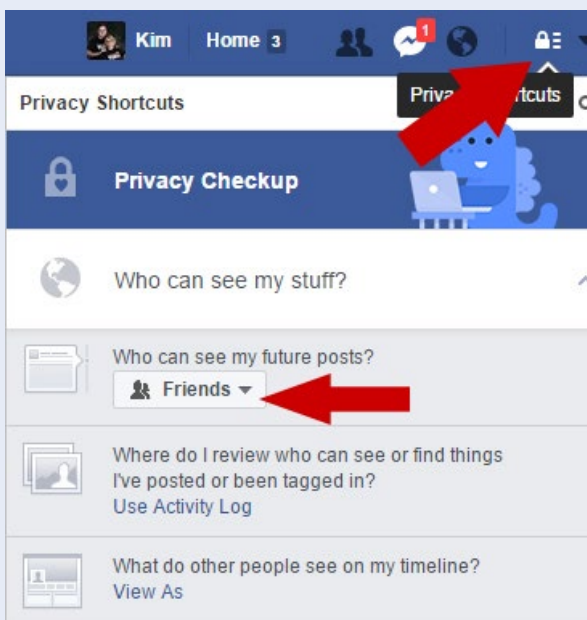 Kim Home 3 1
Privacy Shortcuts
Privacy Checkup
Who can see my stuff?
Who can see my future posts?
Friends
Where do I review who can see or find things
I've posted or been tagged in?
Use Activity Log
What do other people see on my timeline?
View As